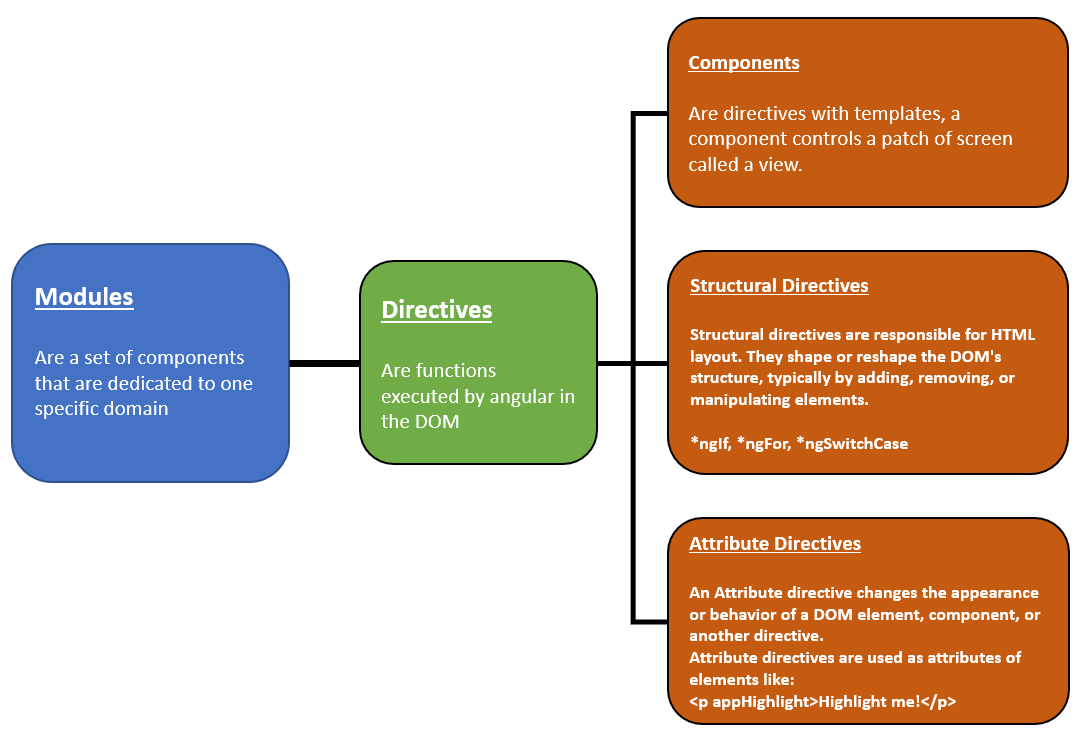 Modules
Are a set of components
that are dedicated to one
specific domain
Directives
Are functions
executed by angular in
the DOM
Components
Are directives with templates, a
component controls a patch of screen
called a view.
Structural Directives
Structural directives are responsible for HTML
layout. They shape or reshape the DOM's
structure, typically by adding, removing, or
manipulating elements.
*ngIf, *ngFor, *ngSwitchCase
Attribute Directives
An Attribute directive changes the appearance
or behavior of a DOM element, component, or
another directive.
Attribute directives are used as attributes of
elements like:
<p appHighlight>Highlight me!</p>